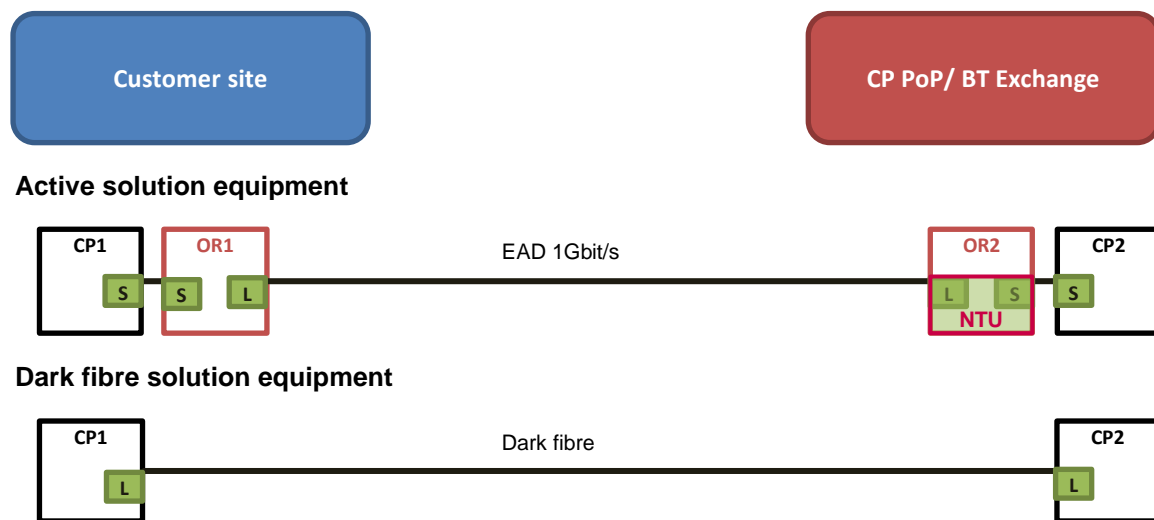 Customer site
CP PoP/ BT Exchange
Active solution equipment
CP1
OR1
EAD 1Gbit/s
OR2
CP2
S
S
L
L
S
S
NTU
Dark fibre solution equipment
CP1
Dark fibre
CP2
L
L